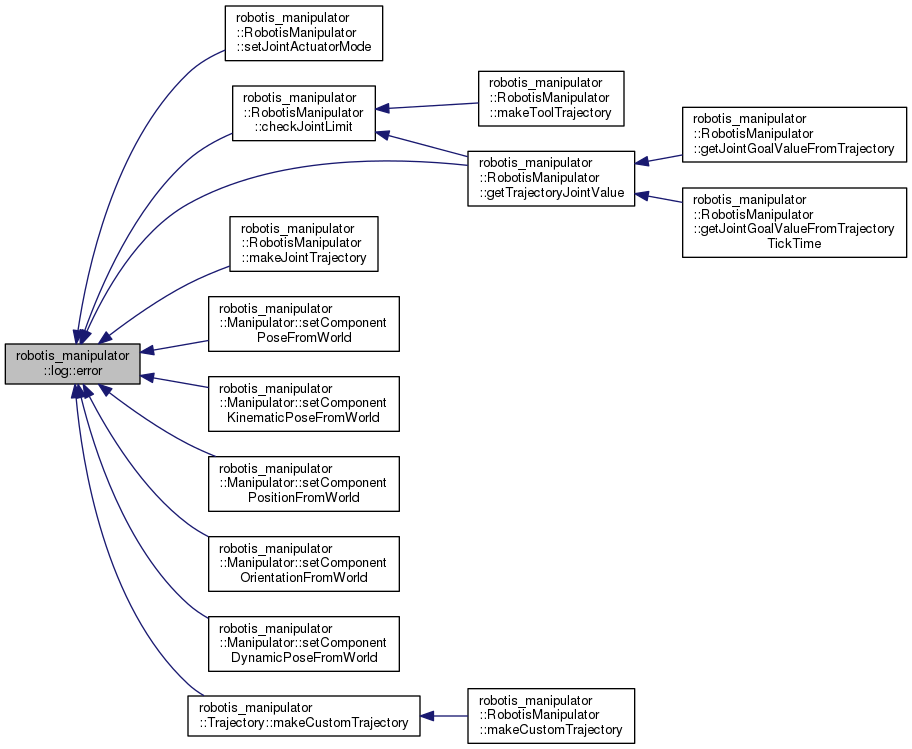 robotis_manipulator
::RobotisManipulator
::setJointActuatorMode
robotis_manipulator
::RobotisManipulator
::checkJointLimit
robotis_manipulator
::RobotisManipulator
::makeToolTrajectory
robotis_manipulator
::RobotisManipulator
::getTrajectoryJointValue
robotis_manipulator
::RobotisManipulator
::getJointGoalValueFromTrajectory
robotis_manipulator
::RobotisManipulator
::getJointGoalValueFromTrajectory
TickTime
robotis_manipulator
::RobotisManipulator
::makeJointTrajectory
robotis_manipulator
::Manipulator::setComponent
PoseFromWorld
robotis_manipulator
::log::error
robotis_manipulator
::Manipulator::setComponent
KinematicPoseFromWorld
robotis_manipulator
::Manipulator::setComponent
PositionFromWorld
robotis_manipulator
::Manipulator::setComponent
OrientationFromWorld
robotis_manipulator
::Manipulator::setComponent
DynamicPoseFromWorld
robotis_manipulator
::Trajectory::makeCustomTrajectory
robotis_manipulator
::RobotisManipulator
::makeCustomTrajectory